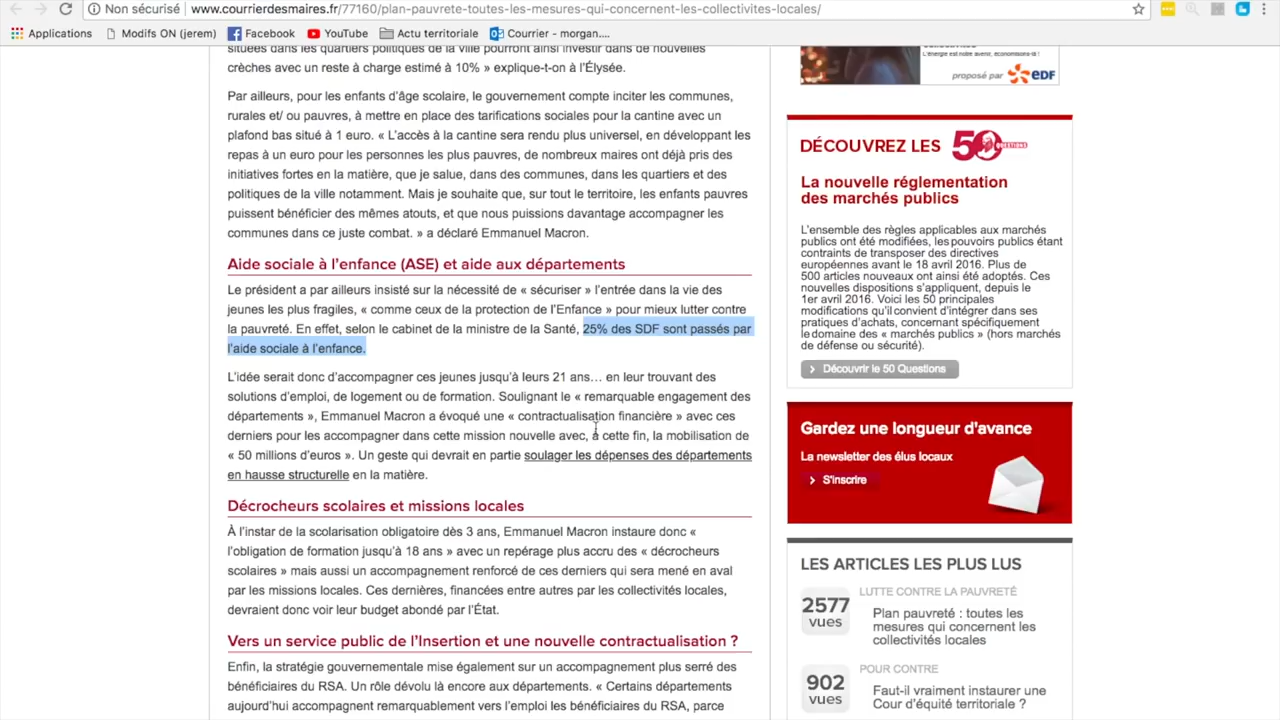 Non sécurisé | www.courrierdesmaires.fr/77160/plan-pauvrete-toutes-les-mesures-qui-concernent-les-collectivites-locales/
Applications
Modifs ON (jerem)
Facebook
YouTube
Actu territoriale
Courrier - morgan....
situées dans les quartiers politiques de la ville pourront ainsi investir dans de nouvelles
crèches avec un reste à charge estimé à 10% » explique-t-on à l’Élysée.
Par ailleurs, pour les enfants d’âge scolaire, le gouvernement compte inciter les communes,
rurales et/ ou pauvres, à mettre en place des tarifications sociales pour la cantine avec un
plafond bas situé à 1 euro. « L’accès à la cantine sera rendu plus universel, en développant les
repas à un euro pour les personnes les plus pauvres, de nombreux maires ont déjà pris des
initiatives fortes en la matière, que je salue, dans des communes, dans les quartiers et des
politiques de la ville notamment. Mais je souhaite que, sur tout le territoire, les enfants pauvres
puissent bénéficier des mêmes atouts, et que nous puissions davantage accompagner les
communes dans ce juste combat. » a déclaré Emmanuel Macron.
Aide sociale à l’enfance (ASE) et aide aux départements
Le président a par ailleurs insisté sur la nécessité de « sécuriser » l’entrée dans la vie des
jeunes les plus fragiles, « comme ceux de la protection de l’Enfance » pour mieux lutter contre
la pauvreté. En effet, selon le cabinet de la ministre de la Santé, 25% des SDF sont passés par
l’aide sociale à l’enfance.
L’idée serait donc d’accompagner ces jeunes jusqu’à leurs 21 ans… en leur trouvant des
solutions d’emploi, de logement ou de formation. Soulignant le « remarquable engagement des
départements », Emmanuel Macron a évoqué une « contractualisation financière » avec ces
derniers pour les accompagner dans cette mission nouvelle avec, à cette fin, la mobilisation de
« 50 millions d’euros ». Un geste qui devrait en partie soulager les dépenses des départements
en hausse structurelle en la matière.
Décrocheurs scolaires et missions locales
À l’instar de la scolarisation obligatoire dès 3 ans, Emmanuel Macron instaure donc «
l’obligation de formation jusqu’à 18 ans » avec un repérage plus accru des « décrocheurs
scolaires » mais aussi un accompagnement renforcé de ces derniers qui sera mené en aval
par les missions locales. Ces dernières, financées entre autres par les collectivités locales,
devraient donc voir leur budget abondé par l’État.
Vers un service public de l’Insertion et une nouvelle contractualisation ?
Enfin, la stratégie gouvernementale mise également sur un accompagnement plus serré des
bénéficiaires du RSA. Un rôle dévolu là encore aux départements. « Certains départements
aujourd’hui accompagnent remarquablement vers l’emploi les bénéficiaires du RSA, parce
L'énergie est notre avenir, économisons-la !
proposé par EDF
DÉCOUVREZ LES 50 QUESTIONS
La nouvelle réglementation
des marchés publics
L’ensemble des règles applicables aux marchés
publics ont été modifiées, les pouvoirs publics étant
contraints de transposer des directives
européennes avant le 18 avril 2016. Plus de
500 articles nouveaux ont ainsi été adoptés. Ces
nouvelles dispositions s’appliquent, depuis le
1er avril 2016. Voici les 50 principales
modifications qu’il convient d’intégrer dans ses
pratiques d’achats, concernant spécifiquement
le domaine des « marchés publics » (hors marchés
de défense ou sécurité).
Découvrir le 50 Questions
Gardez une longueur d'avance
La newsletter des élus locaux
S'inscrire
LES ARTICLES LES PLUS LUS
2577
vues
LUTTE CONTRE LA PAUVRETÉ
Plan pauvreté : toutes les
mesures qui concernent les
collectivités locales
902
vues
POUR CONTRE
Faut-il vraiment instaurer une
Cour d’équité territoriale ?